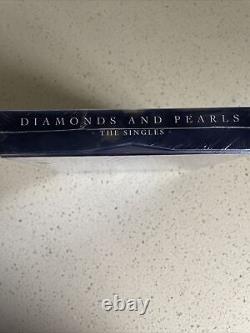 DIAMONDS AND PEARLS
THE SINGLES